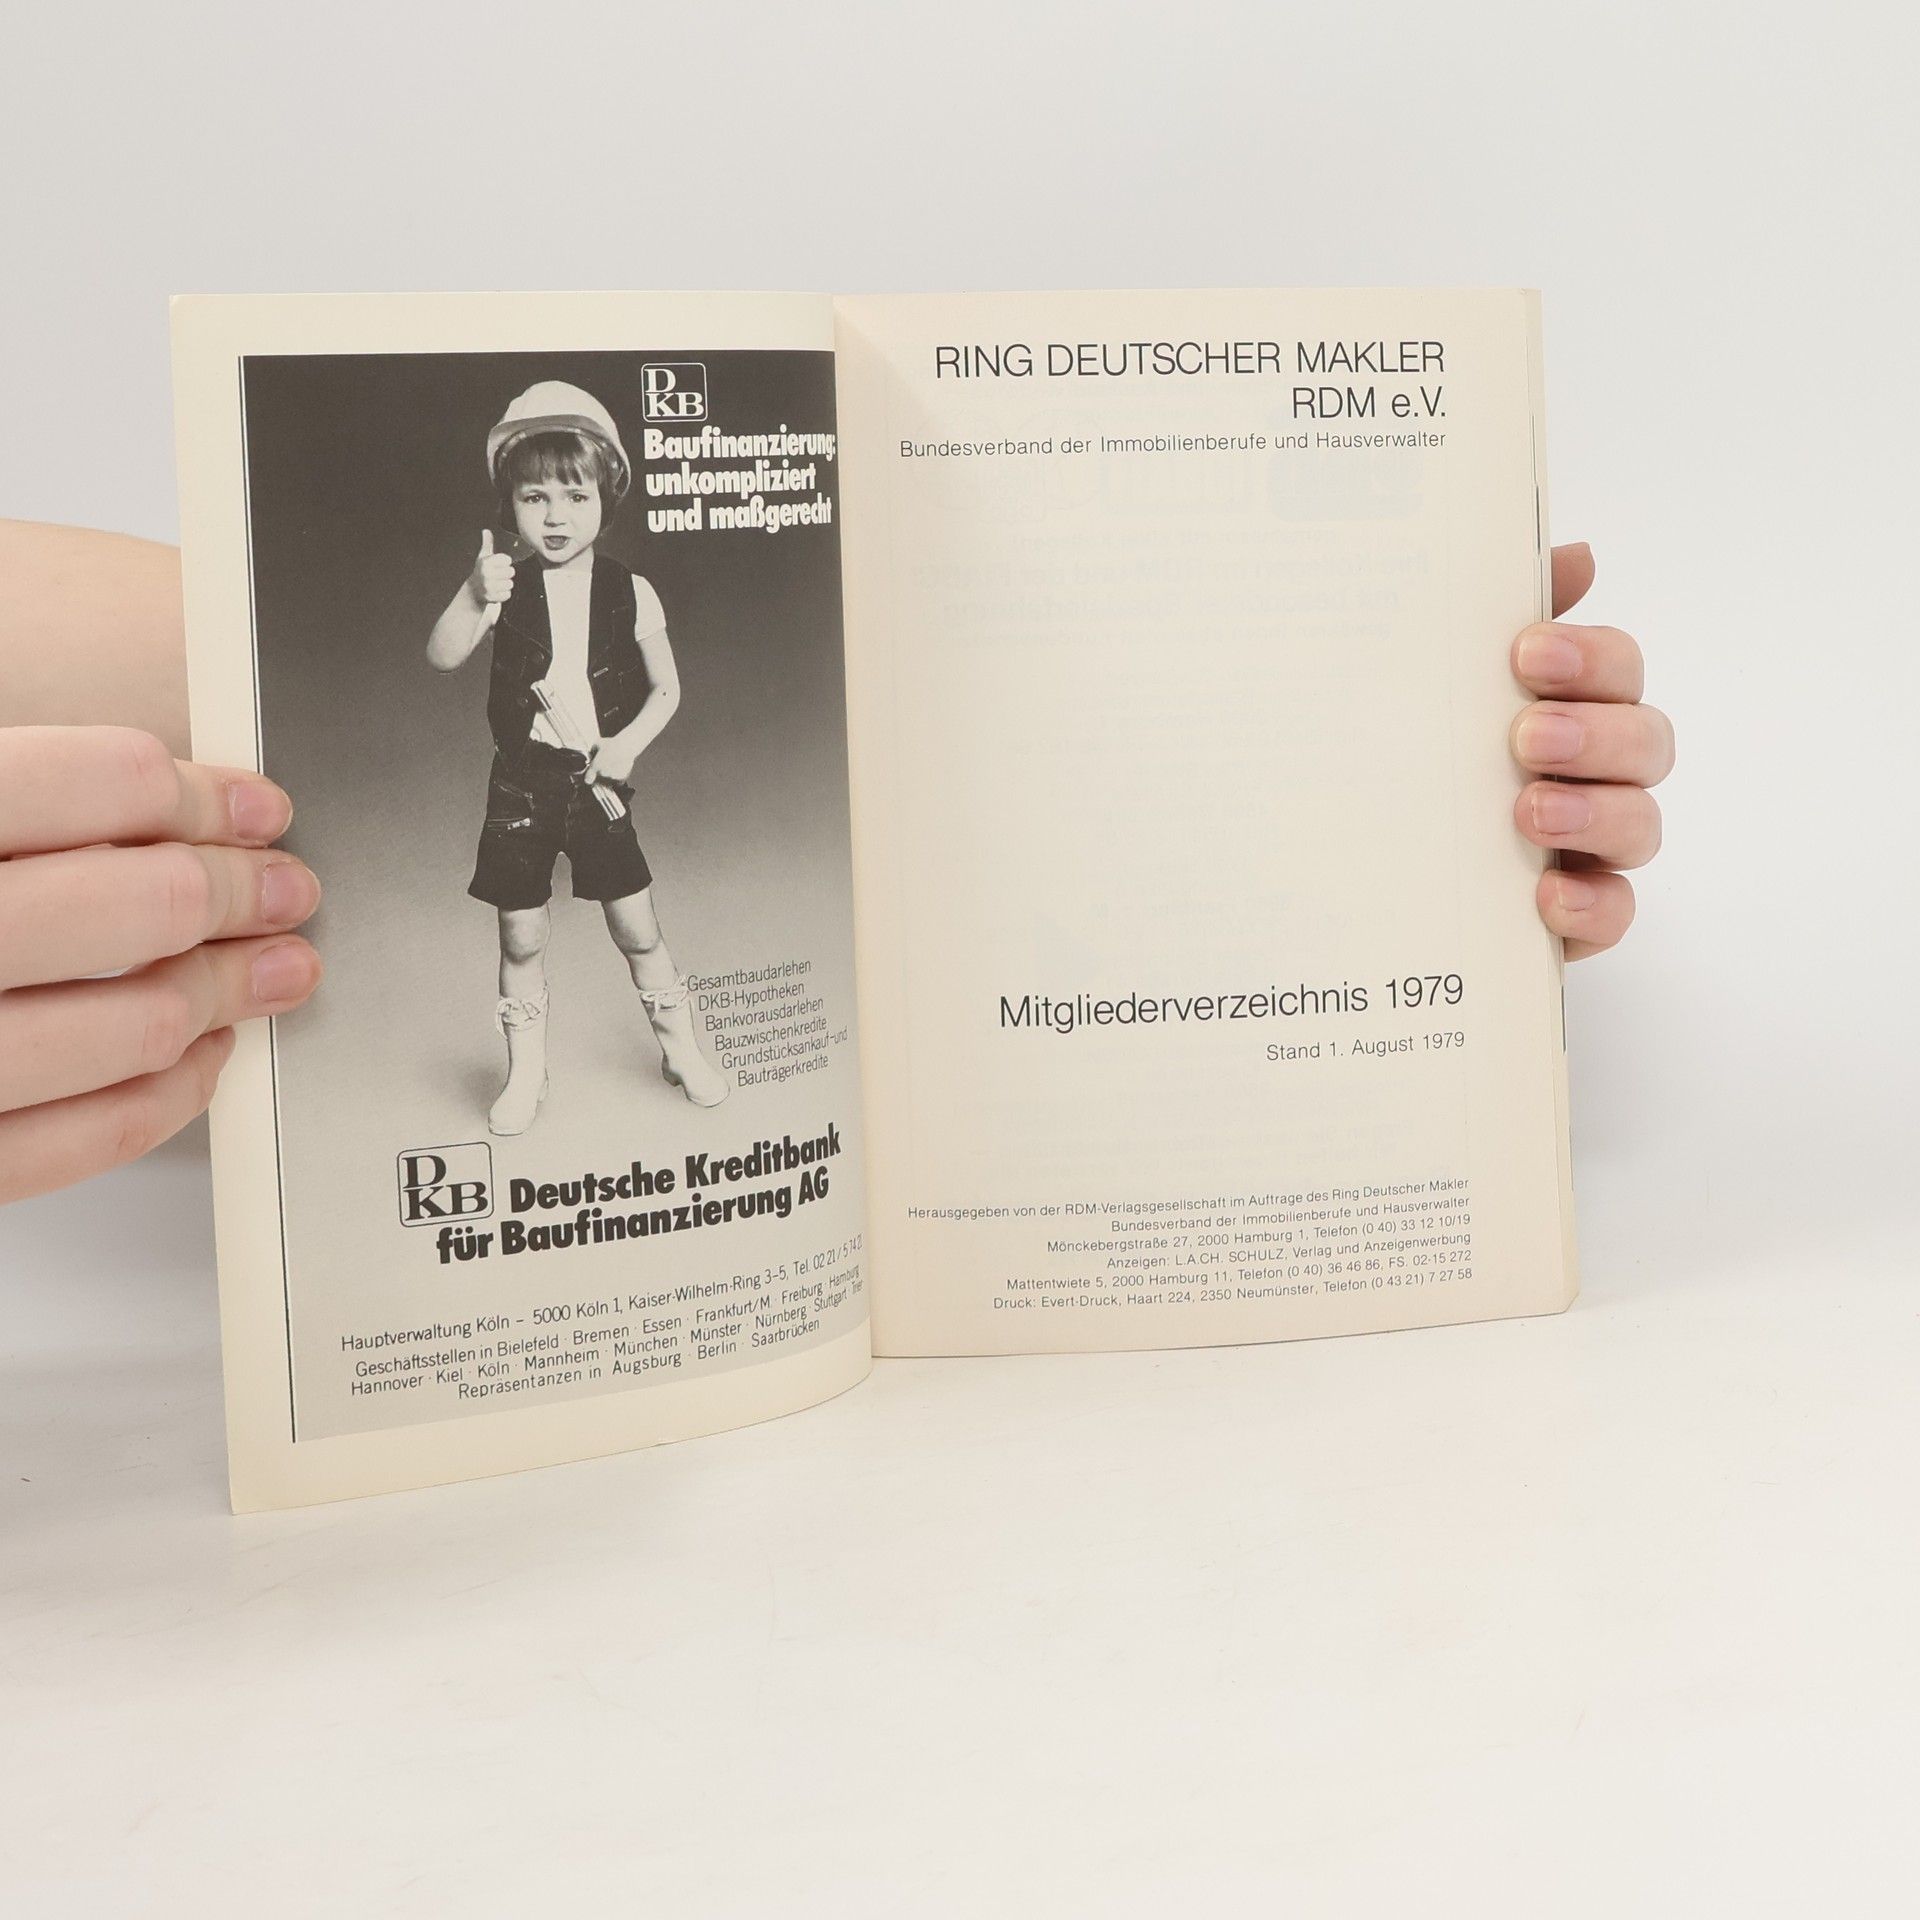 D
KB
Baufinanzierung:
unkompliziert
und maßgerecht
Gesamtbaudarlehen
DKB-Hypotheken
Bankvorausdarlehen
Bauzwischenkredite
Grundstücksankauf-und
Bauträgerkredite
D
KB
Deutsche Kreditbank
für Baufinanzierung AG
Hauptverwaltung Köln – 5000 Köln 1, Kaiser-Wilhelm-Ring 3–5, Tel. 02 21 / 5 74 21
Geschäftsstellen in Bielefeld · Bremen · Essen · Frankfurt/M · Freiburg · Hamburg
Hannover · Kiel · Köln · Mannheim · München · Münster · Nürnberg · Stuttgart · Trier
Repräsentanzen in Augsburg · Berlin · Saarbrücken
RING DEUTSCHER MAKLER
RDM e.V.
Bundesverband der Immobilienberufe und Hausverwalter
Mitgliederverzeichnis 1979
Stand 1. August 1979
Herausgegeben von der RDM-Verlagsgesellschaft im Auftrage des Ring Deutscher Makler
Bundesverband der Immobilienberufe und Hausverwalter
Mönckebergstraße 27, 2000 Hamburg 1, Telefon (0 40) 33 12 10/19
Anzeigen: L.A.CH. SCHULZ, Verlag und Anzeigenwerbung
Mattentwiete 5, 2000 Hamburg 11, Telefon (0 40) 36 46 86, FS. 02-15 272
Druck: Evert-Druck, Haart 224, 2350 Neumünster, Telefon (0 43 21) 7 27 58